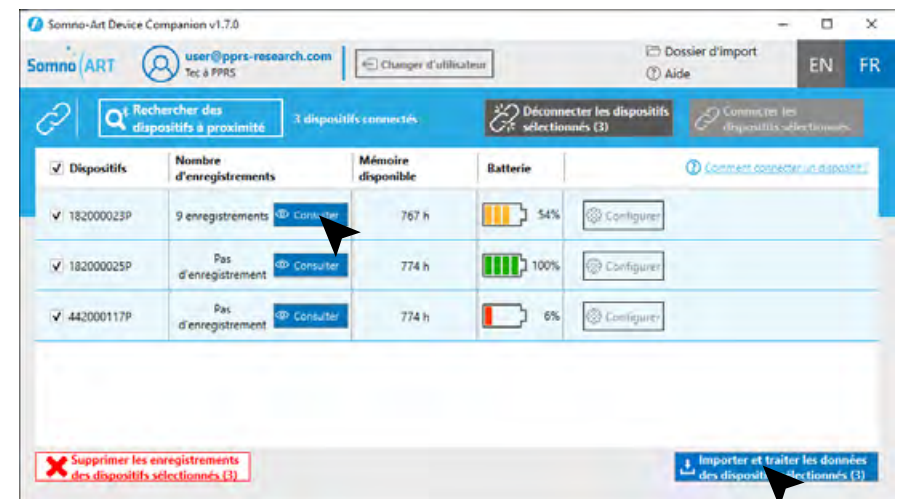 Somno-Art Device Companion v1.7.0
Somno ART
user@pprs-research.com
Tec à PPRS
Changer d'utilisateur
Dossier d'import
Aide
EN FR
Rechercher des
dispositifs à proximité
3 dispositifs connectés
Déconnecter les dispositifs
sélectionnés (3)
Connecter les
dispositifs sélectionnés
Dispositifs
Nombre
d'enregistrements
Mémoire
disponible
Batterie
Comment connecter un dispositif ?
182000023P 9 enregistrements Consulter 767 h 54% Configurer
182000025P Pas
d'enregistrement Consulter 774 h 100% Configurer
442000117P Pas
d'enregistrement Consulter 774 h 6% Configurer
Supprimer les enregistrements
des dispositifs sélectionnés (3)
Importer et traiter les données
des dispositifs sélectionnés (3)